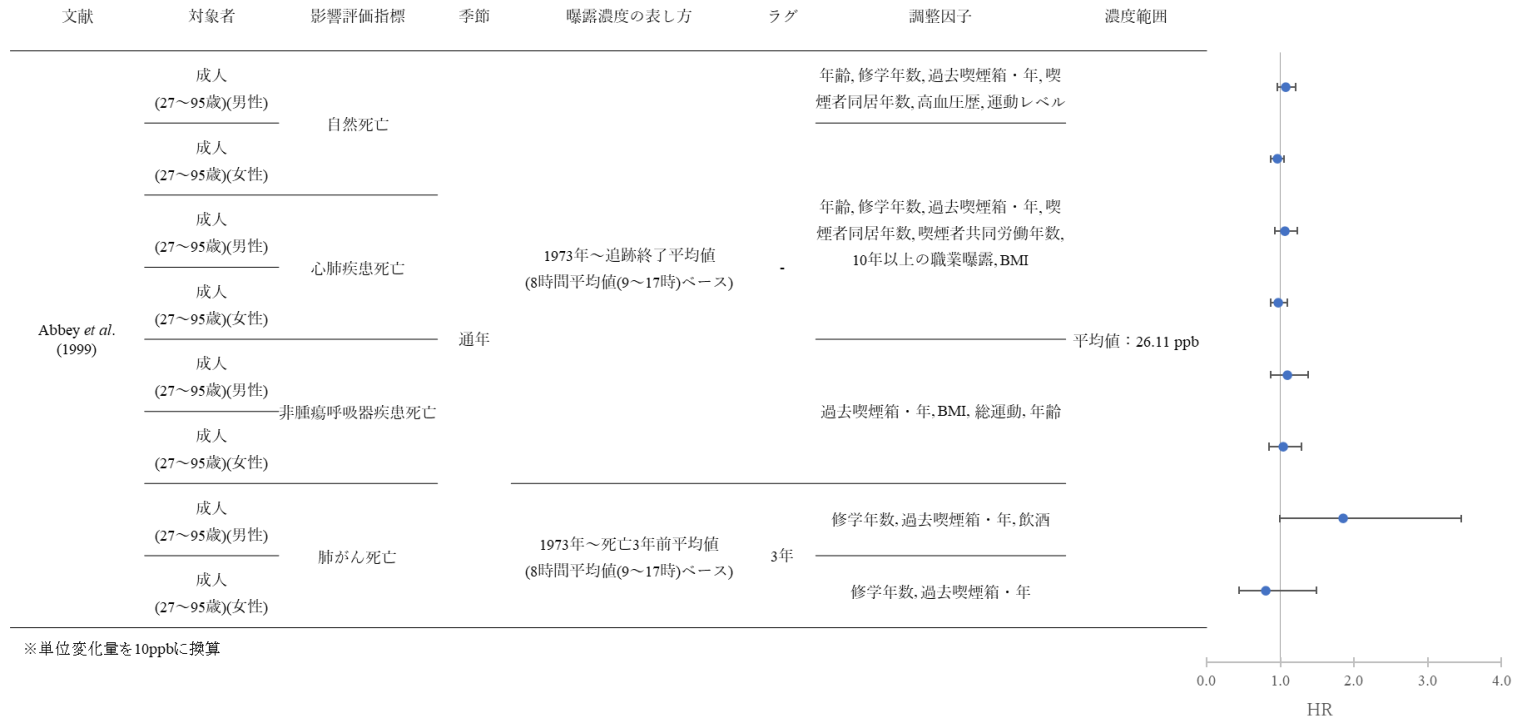 文献 対象者 影響評価指標 季節 曝露濃度の表し方 ラグ 調整因子 濃度範囲
成人
(27～95歳)(男性)
自然死亡
年齢, 修学年数, 過去喫煙箱・年, 喫
煙者同居年数, 高血圧歴, 運動レベル
成人
(27～95歳)(女性)
成人
(27～95歳)(男性)
心肺疾患死亡
年齢, 修学年数, 過去喫煙箱・年, 喫
煙者同居年数, 喫煙者共同労働年数,
10年以上の職業曝露, BMI
1973年～追跡終了平均値
(8時間平均値(9～17時)ベース)
-
成人
(27～95歳)(女性)
Abbey et al.
(1999)
通年
平均値：26.11 ppb
成人
(27～95歳)(男性)
非腫瘍呼吸器疾患死亡
過去喫煙箱・年, BMI, 総運動, 年齢
成人
(27～95歳)(女性)
成人
(27～95歳)(男性)
修学年数, 過去喫煙箱・年, 飲酒
肺がん死亡
1973年～死亡3年前平均値
(8時間平均値(9～17時)ベース)
3年
成人
(27～95歳)(女性)
修学年数, 過去喫煙箱・年
※単位変化量を10ppbに換算
0.0 1.0 2.0 3.0 4.0
HR